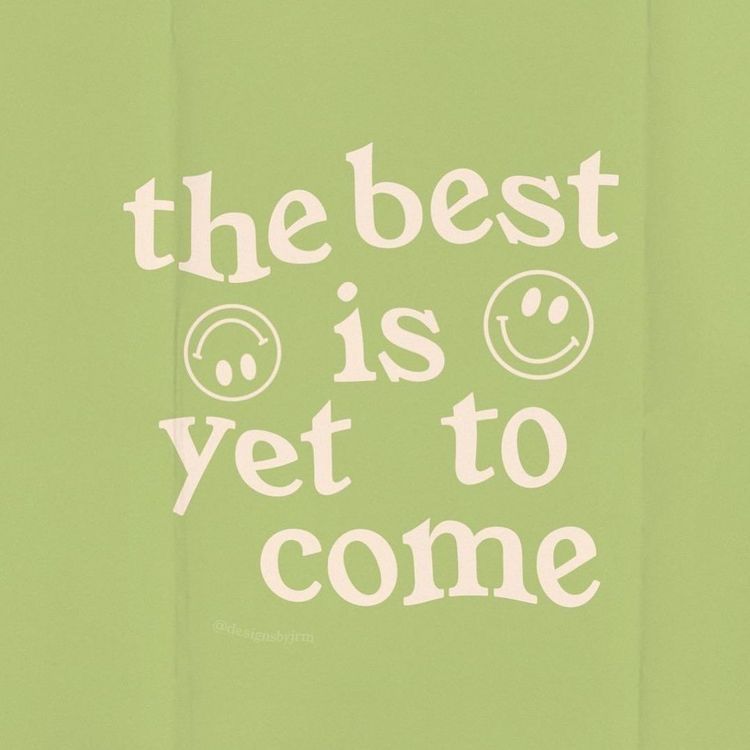 the best
is
yet to
come
@designsbyjrm